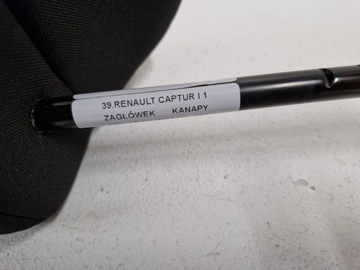 39.RENAULT CAPTUR I 1
ZAGŁÓWEK KANAPY